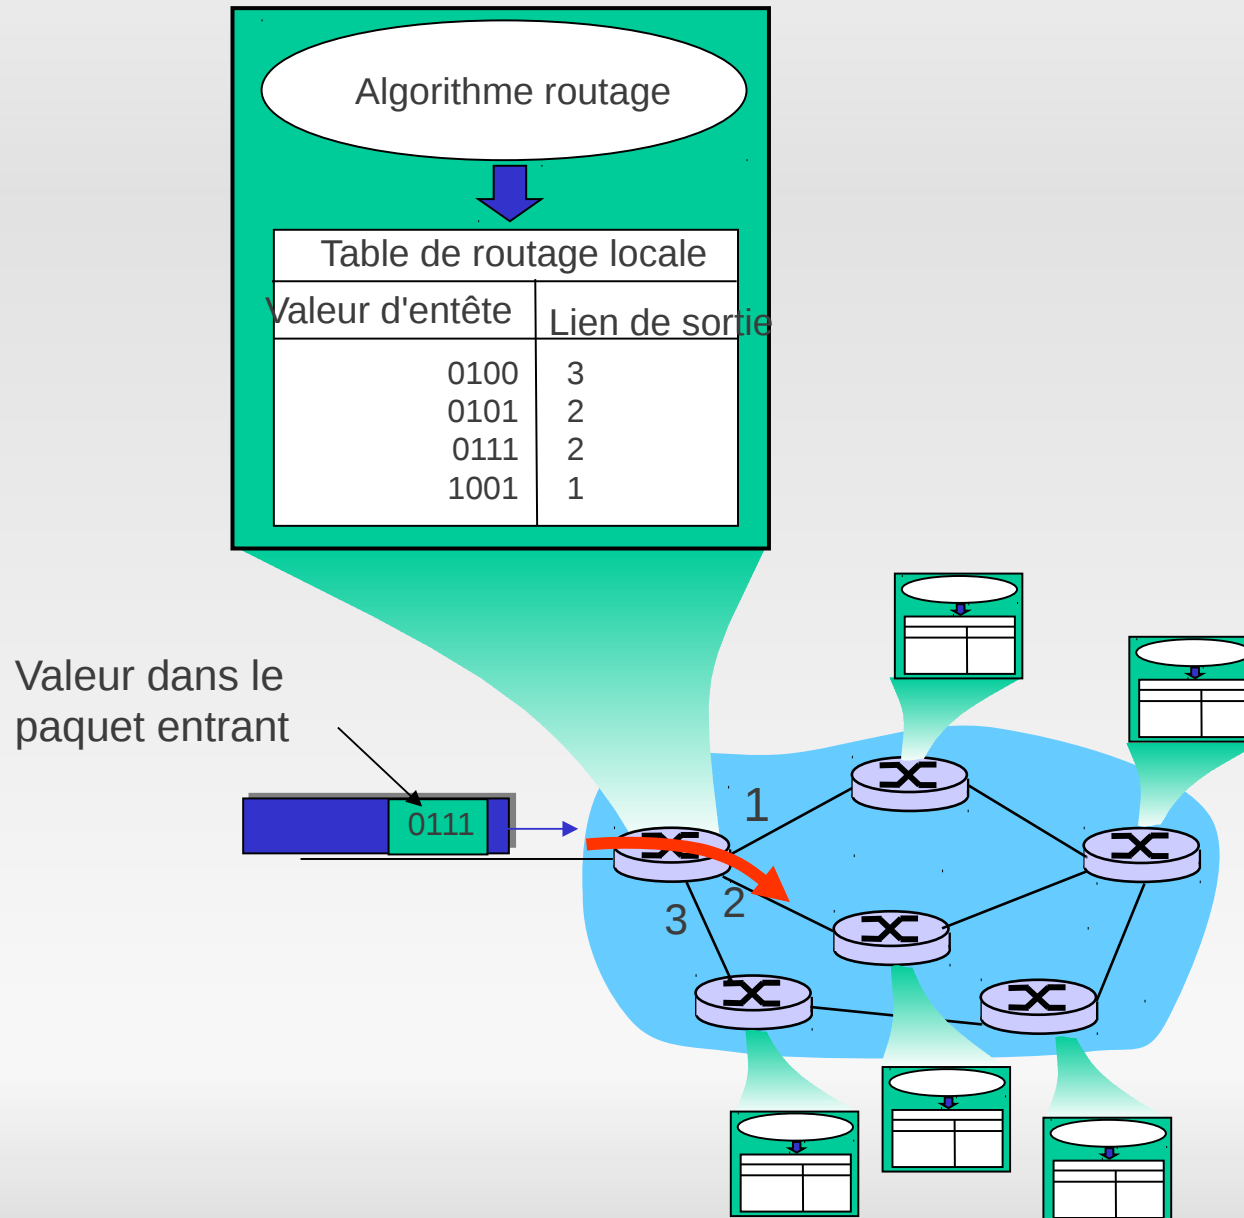 Algorithme routage
Table de routage locale
Valeur d'entête Lien de sortie
0100 3
0101 2
0111 2
1001 1
Valeur dans le
paquet entrant
0111
1
2
3